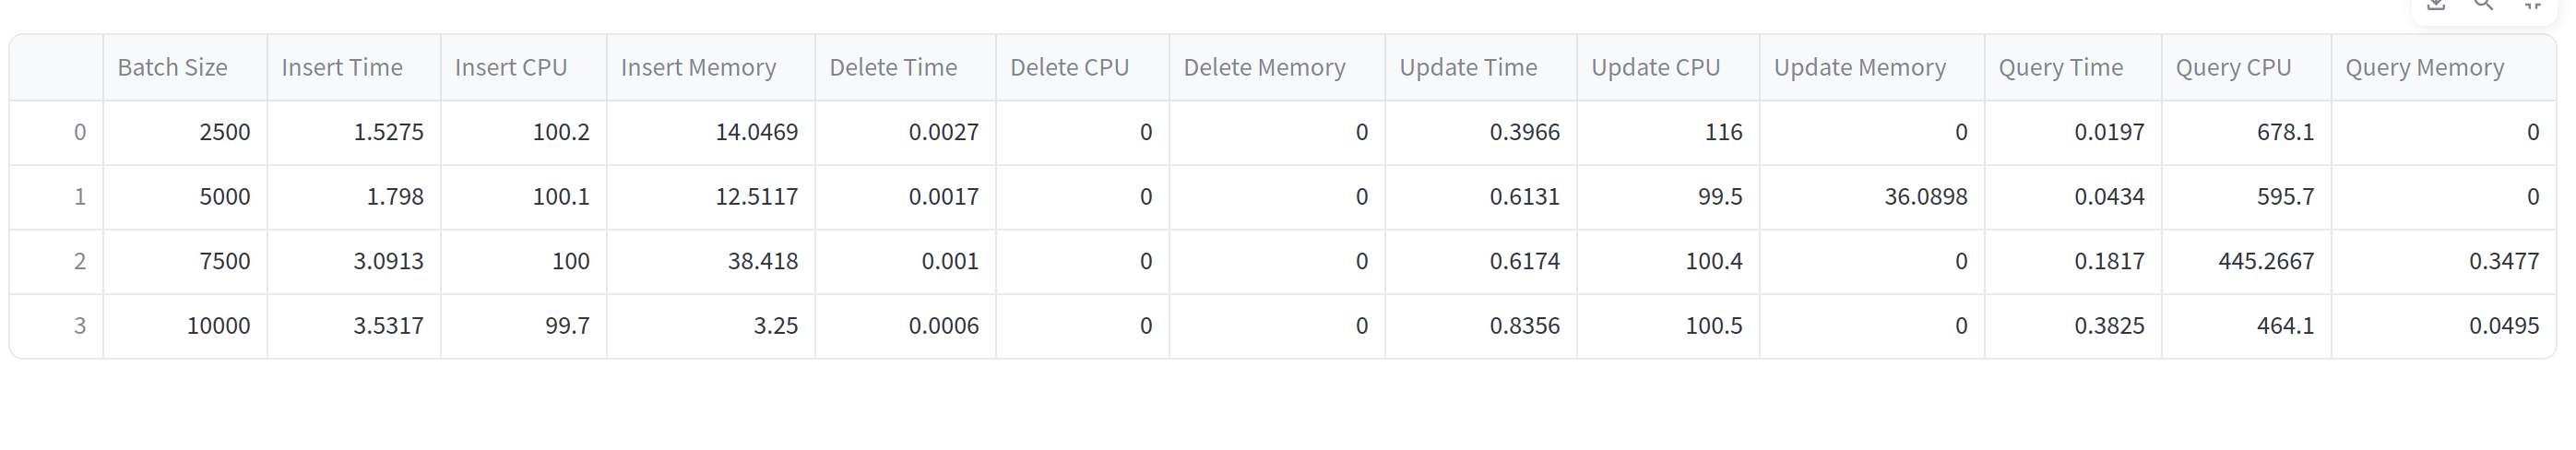 Batch Size Insert Time Insert CPU Insert Memory Delete Time Delete CPU Delete Memory Update Time Update CPU Update Memory Query Time Query CPU Query Memory
0 2500 1.5275 100.2 14.0469 0.0027 0 0 0.3966 116 0 0.0197 678.1 0
1 5000 1.798 100.1 12.5117 0.0017 0 0 0.6131 99.5 36.0898 0.0434 595.7 0
2 7500 3.0913 100 38.418 0.001 0 0 0.6174 100.4 0 0.1817 445.2667 0.3477
3 10000 3.5317 99.7 3.25 0.0006 0 0 0.8356 100.5 0 0.3825 464.1 0.0495